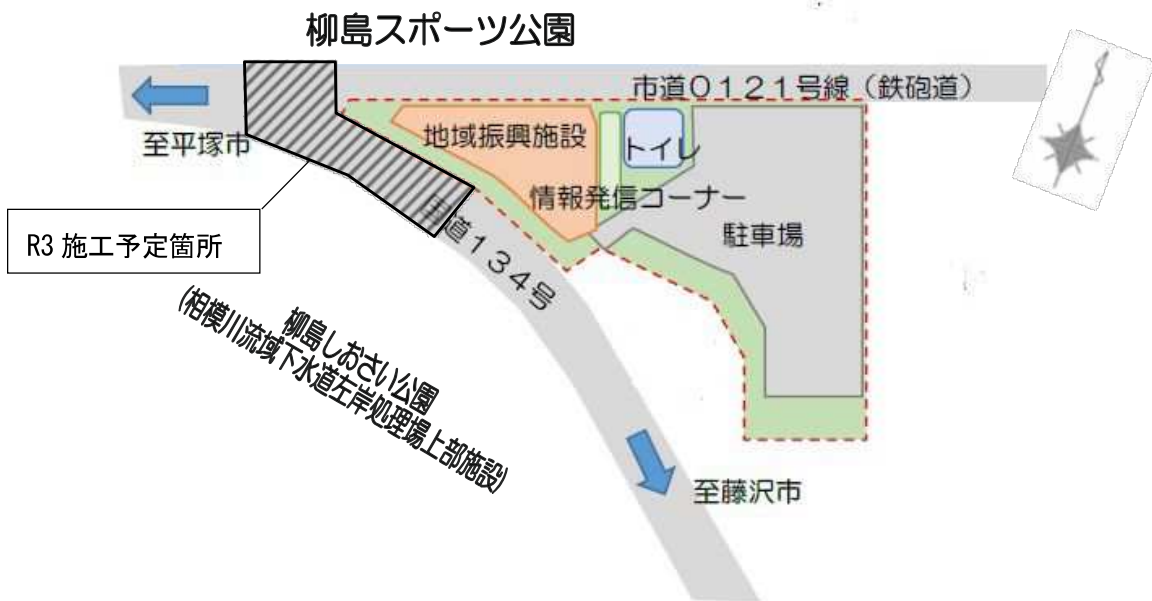 柳島スポーツ公園
市道０１２１号線（鉄砲道）
至平塚市
地域振興施設
トイレ
情報発信コーナー
駐車場
R3 施工予定箇所
国道１３４号
柳島しおさい公園
(相模川流域下水道左岸処理場上部施設)
至藤沢市